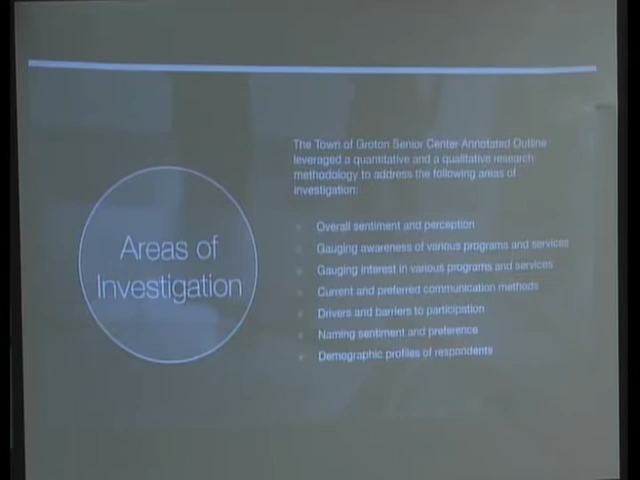 Areas of
Investigation
The Town of Groton Senior Center Annotated Outline
leveraged a quantitative and a qualitative research
methodology to address the following areas of
investigation:
Overall sentiment and perception
Gauging awareness of various programs and services
Gauging interest in various programs and services
Current and preferred communication methods
Drivers and barriers to participation
Naming sentiment and preference
Demographic profiles of respondents